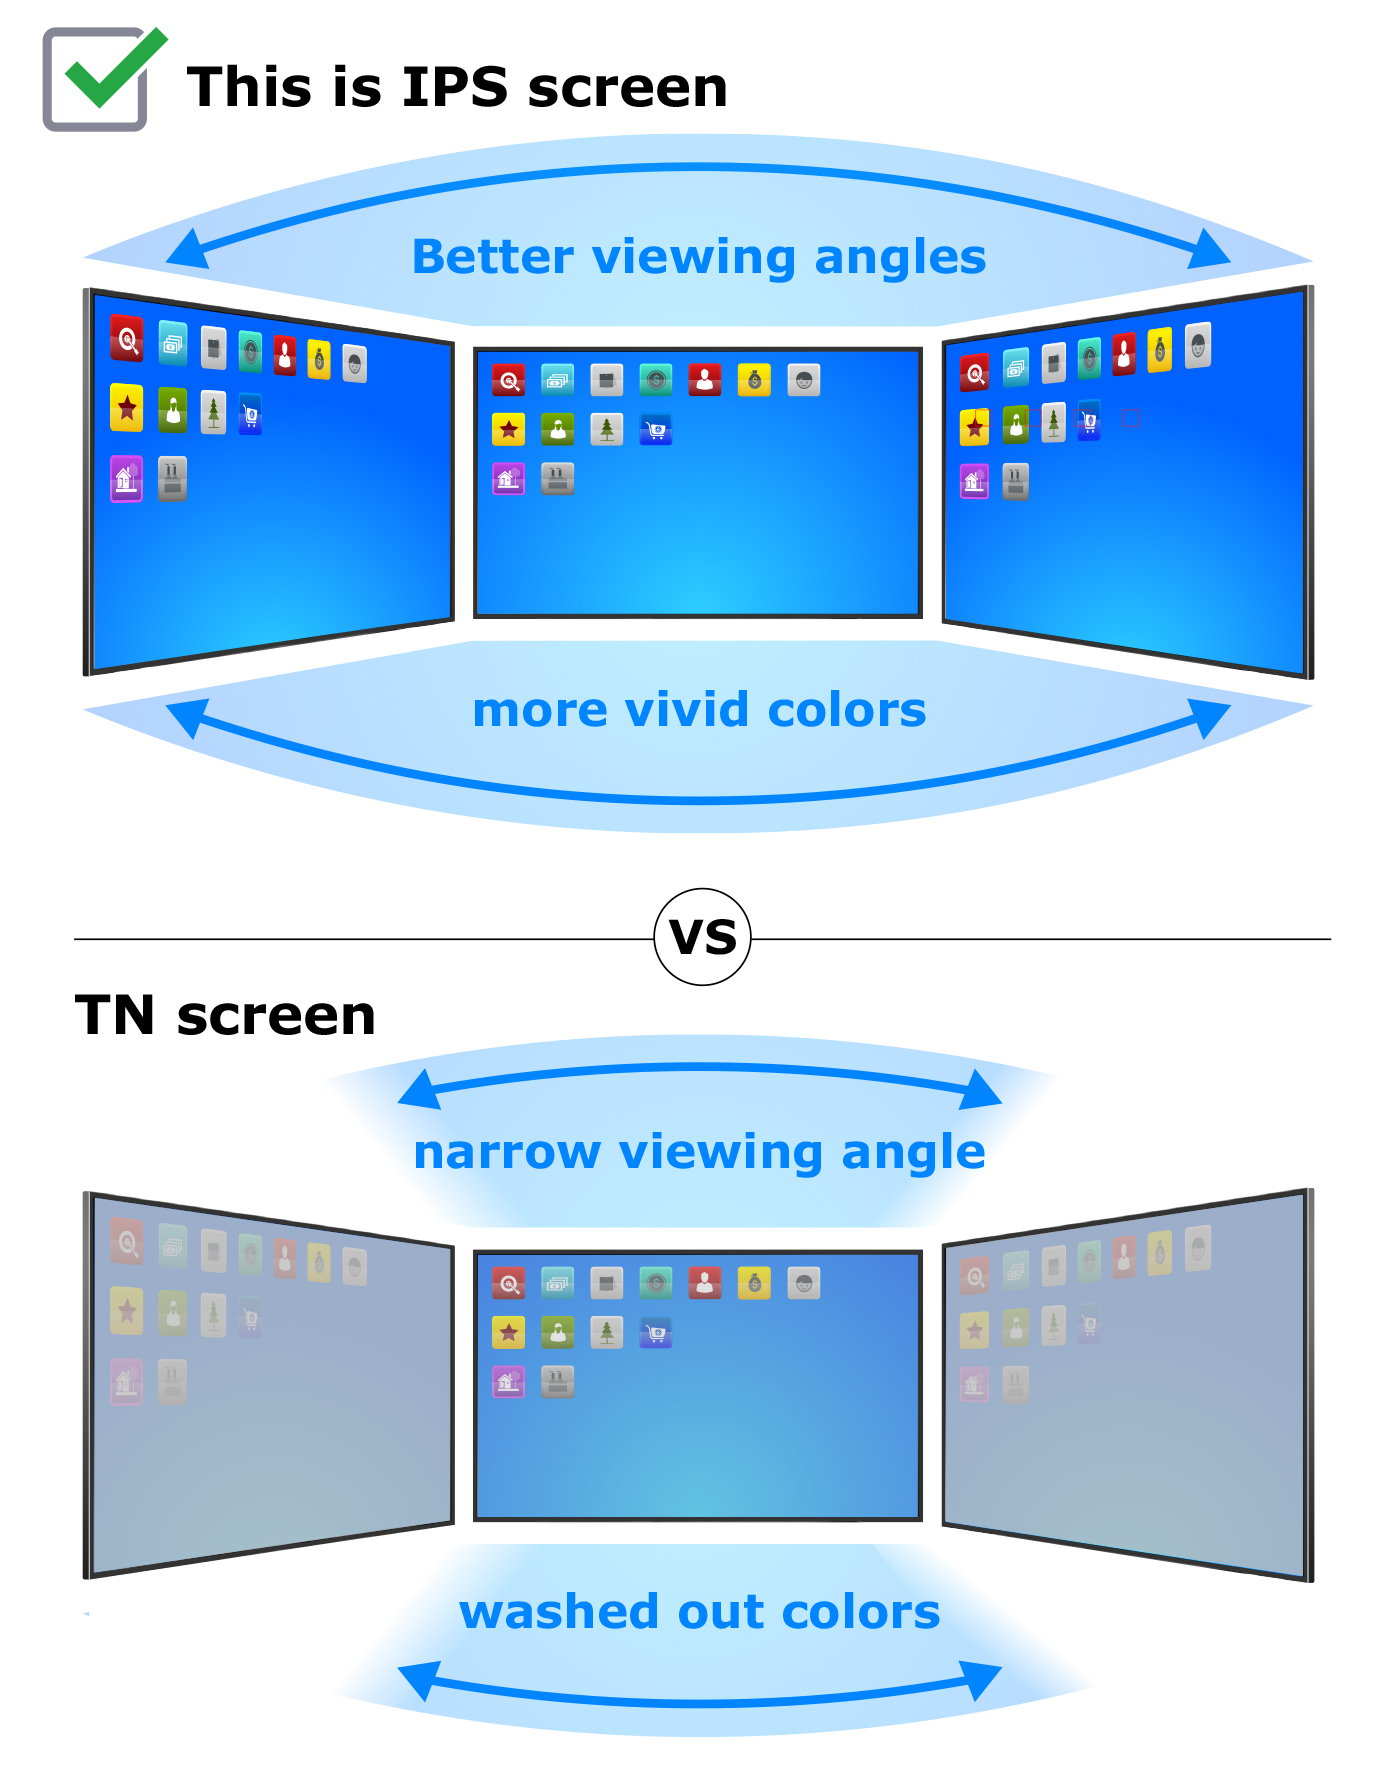 This is IPS screen
Better viewing angles
more vivid colors
VS
TN screen
narrow viewing angle
washed out colors